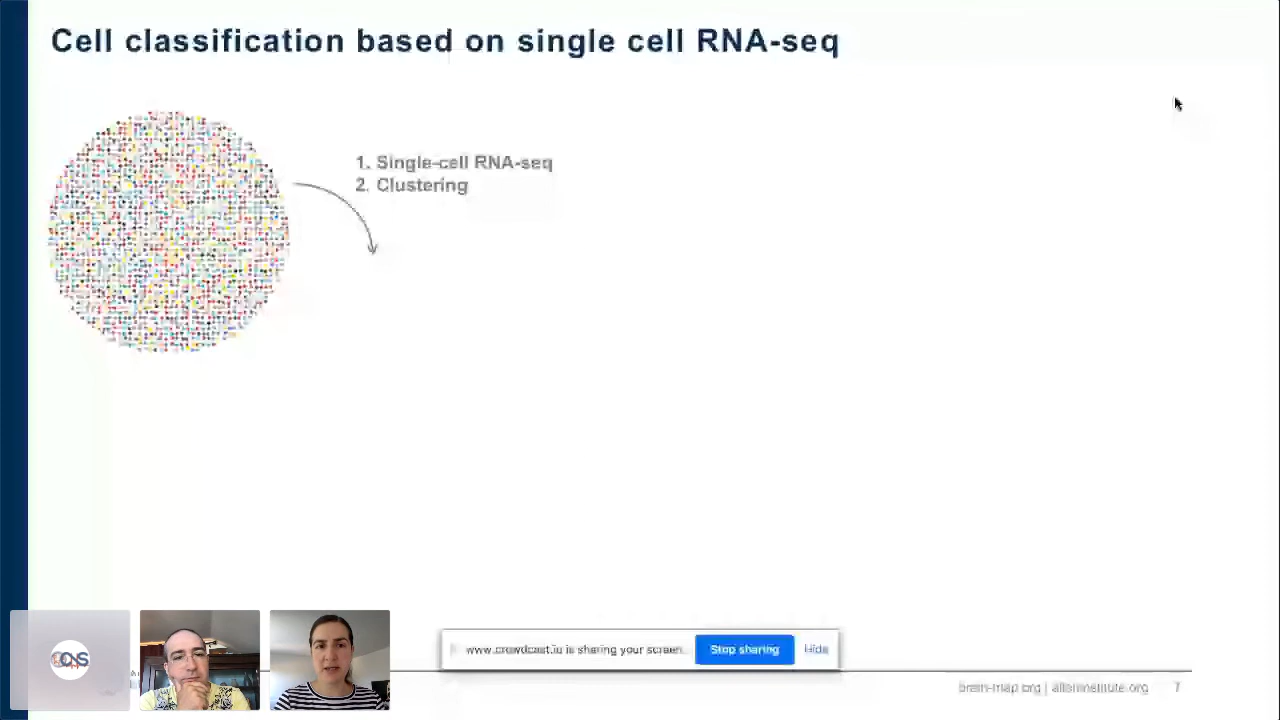 Cell classification based on single cell RNA-seq
1. Single-cell RNA-seq
2. Clustering
www.crowdcast.io is sharing your screen.
Stop sharing
Hide
brain-map.org | alleninstitute.org
7